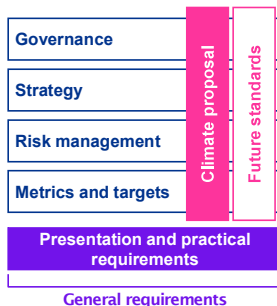 Governance
Strategy
Risk management
Metrics and targets
Climate proposal
Future standards
Presentation and practical
requirements
General requirements